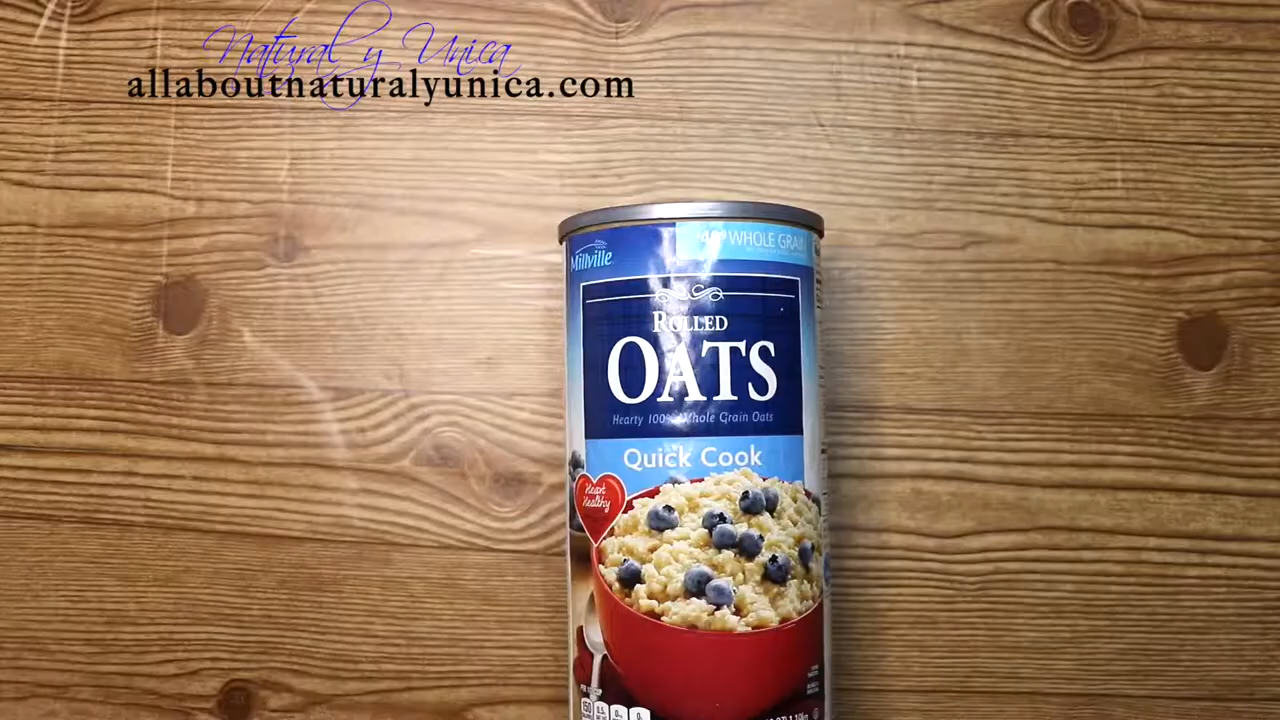 Natural y Unica
allaboutnaturalyunica.com
Millville
WHOLE GRAIN
ROLLED
OATS
Hearty 100% Whole Grain Oats
Quick Cook
Heart
Healthy